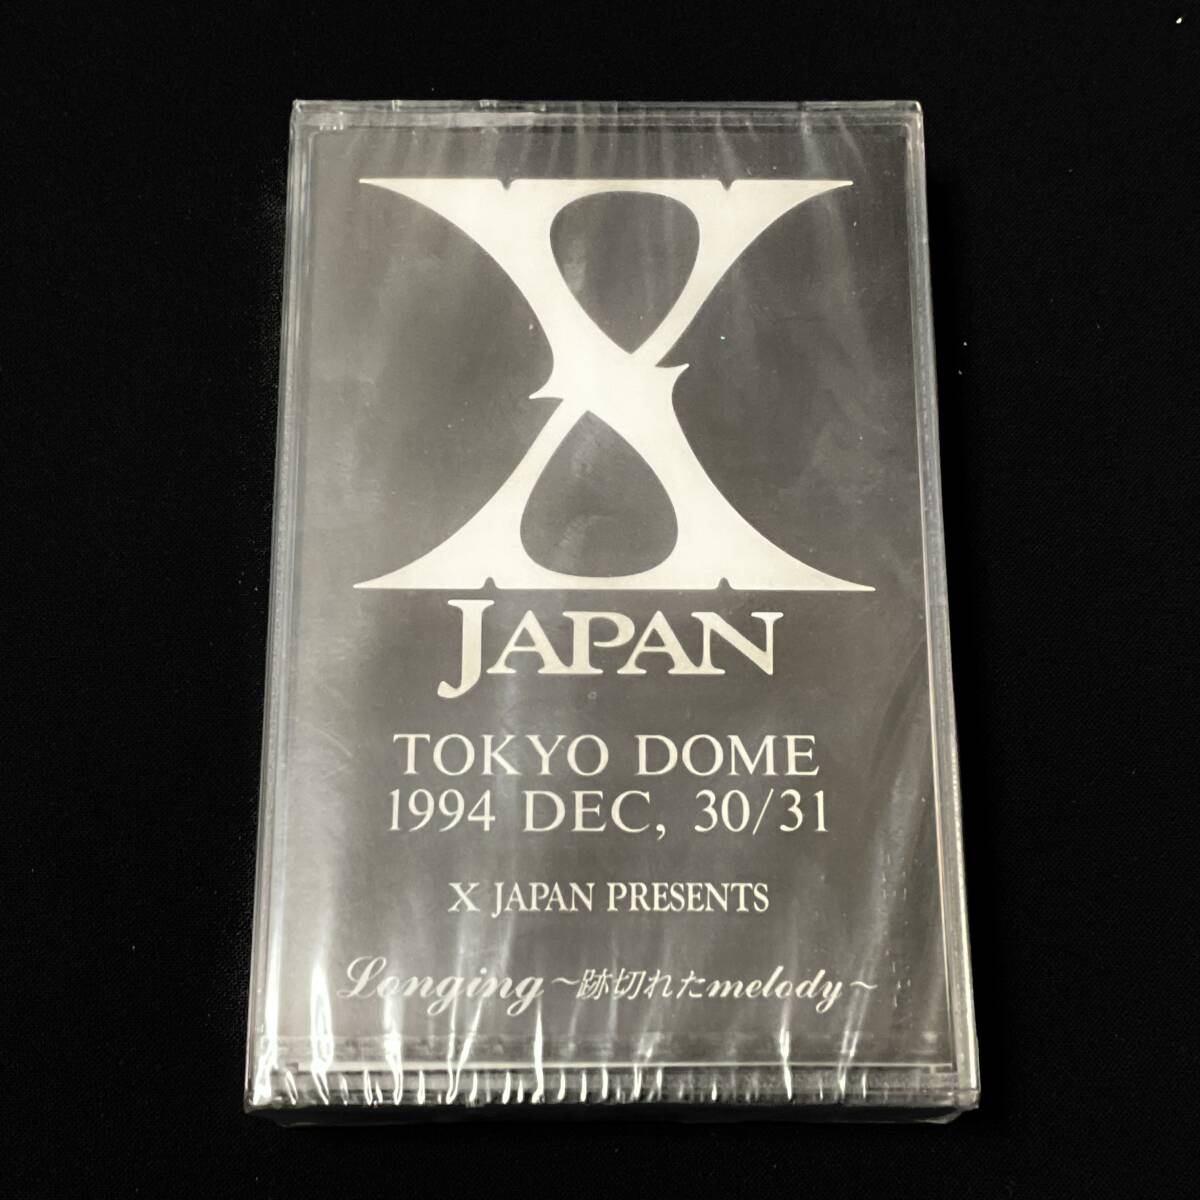 X
JAPAN
TOKYO DOME
1994 DEC, 30/31
X JAPAN PRESENTS
Longing～跡切れたmelody～